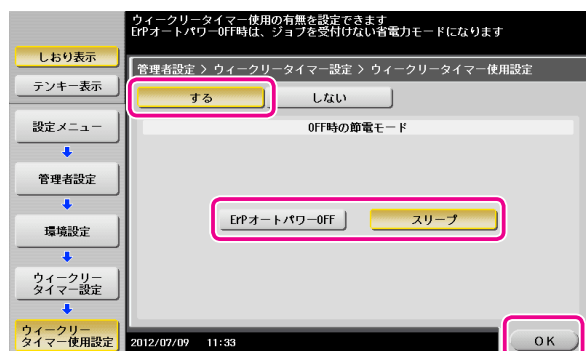 ウィークリータイマー使用の有無を設定できます
ErPオートパワーOFF時は、ジョブを受付けない省電力モードになります
しおり表示
テンキー表示
設定メニュー
管理者設定
環境設定
ウィークリー
タイマー設定
ウィークリー
タイマー使用設定
管理者設定 > ウィークリータイマー設定 > ウィークリータイマー使用設定
する
しない
OFF時の節電モード
ErPオートパワーOFF
スリープ
2012/07/09 11:33
OK